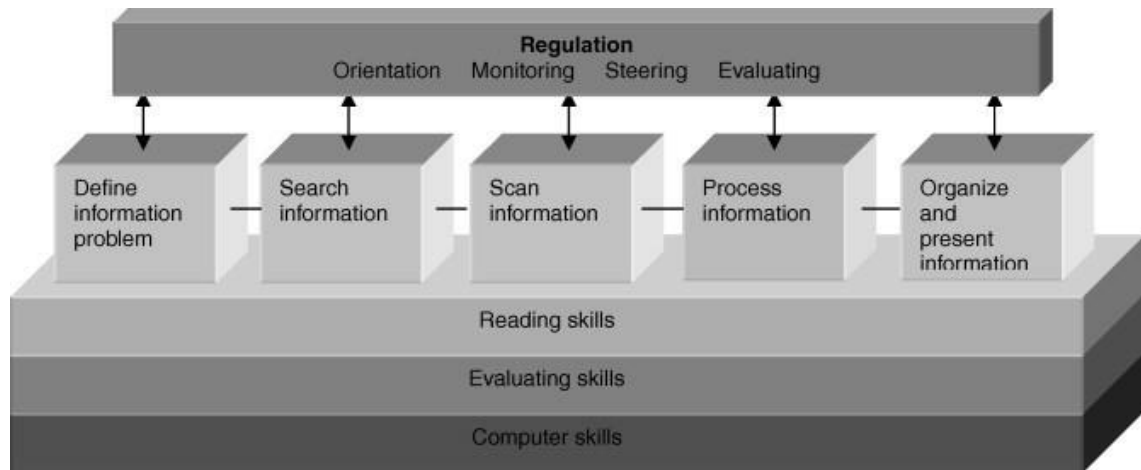 Regulation
Orientation Monitoring Steering Evaluating
Define
information
problem
Search
information
Scan
information
Process
information
Organize
and
present
information
Reading skills
Evaluating skills
Computer skills